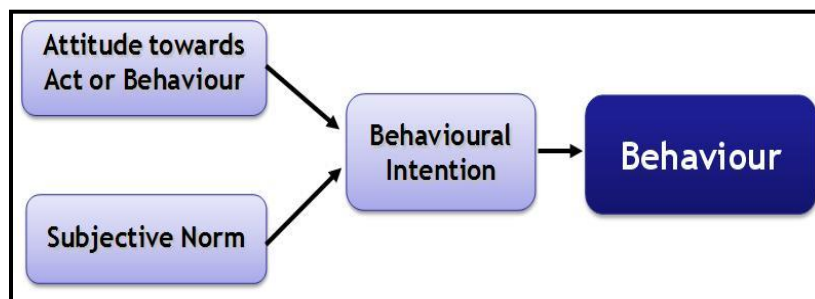 Attitude towards
Act or Behaviour
Behavioural
Intention
Behaviour
Subjective Norm